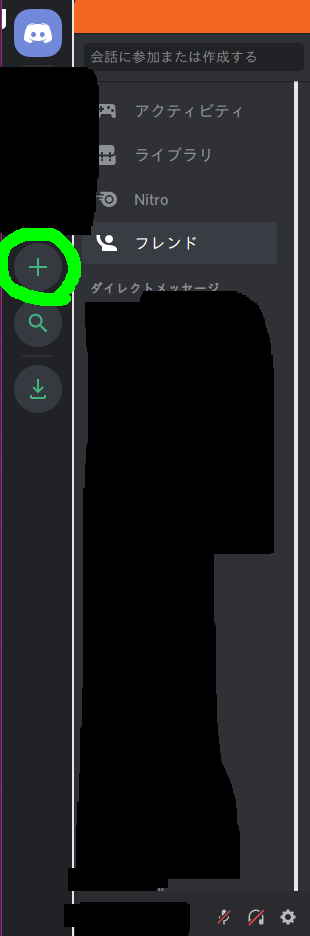 会話に参加または作成する
アクティビティ
ライブラリ
Nitro
フレンド
ダイレクトメッセージ